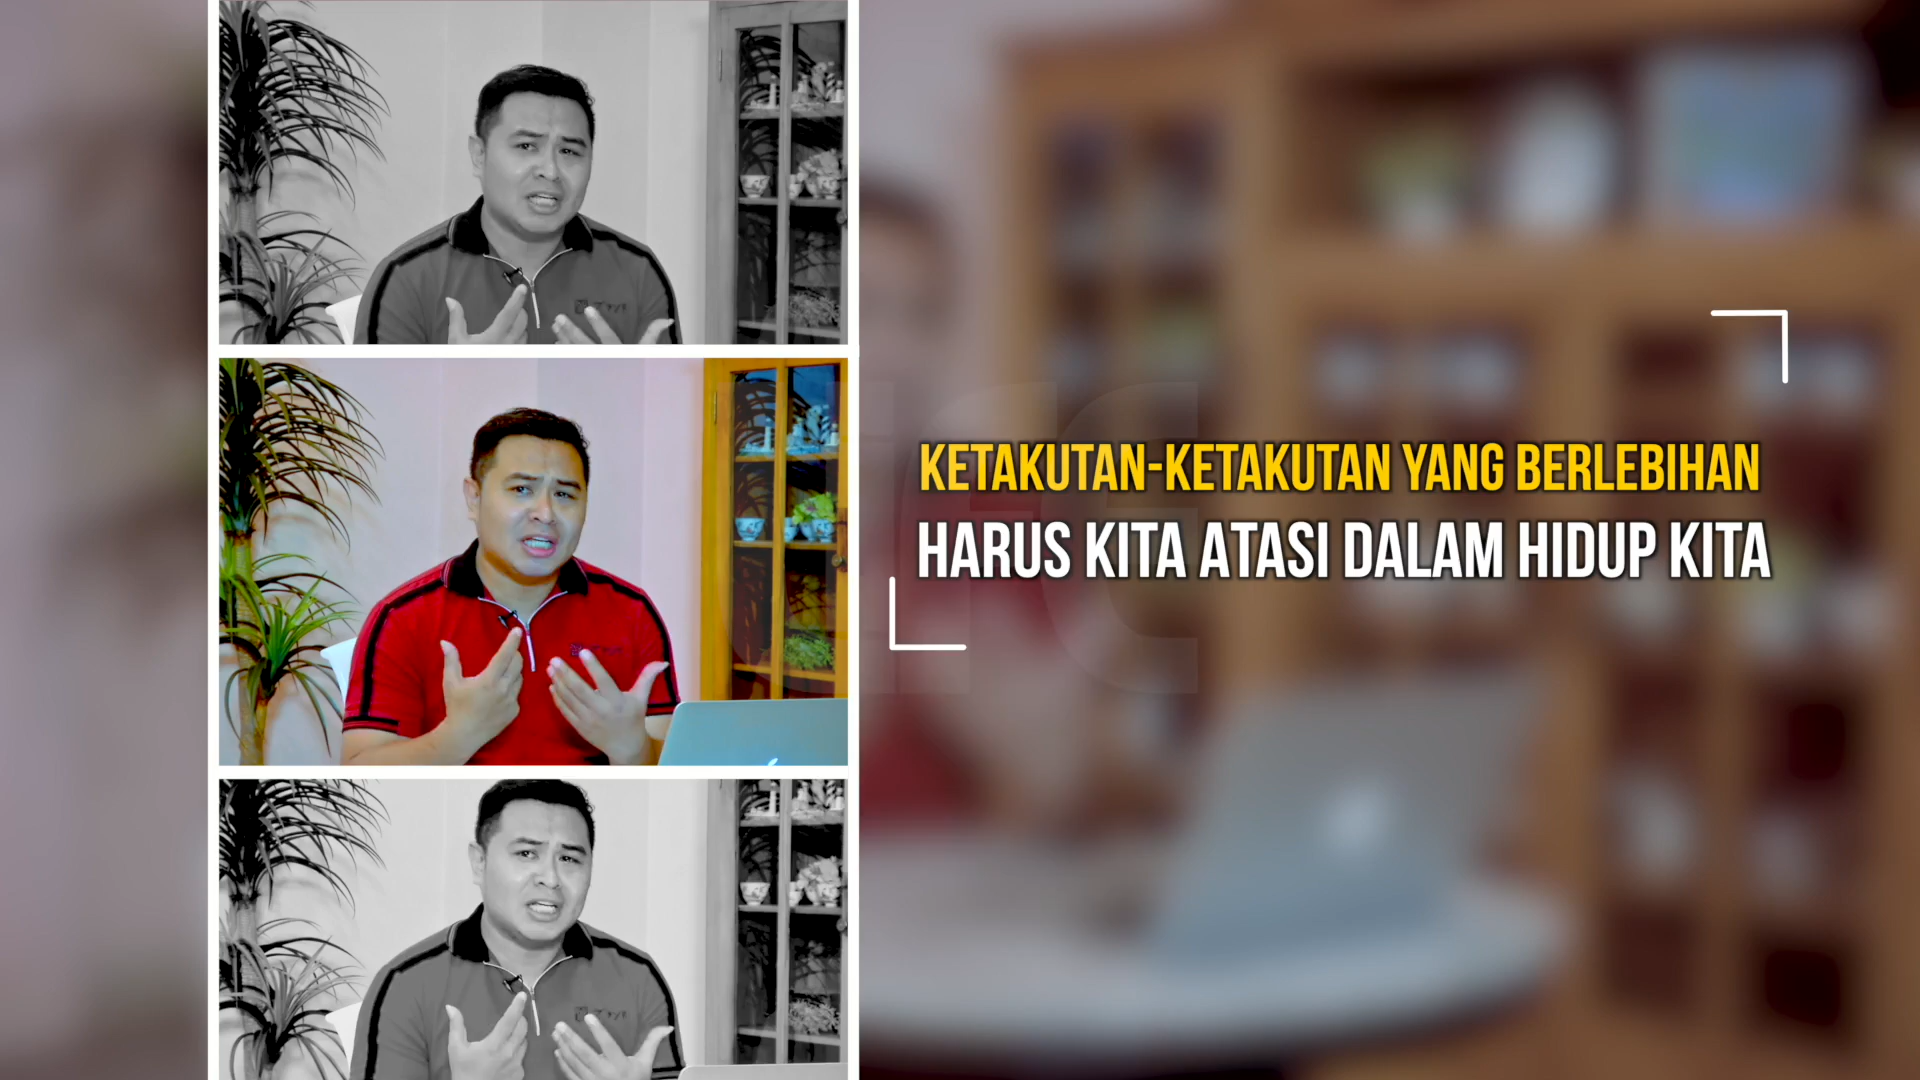 KETAKUTAN-KETAKUTAN YANG BERLEBIHAN
HARUS KITA ATASI DALAM HIDUP KITA